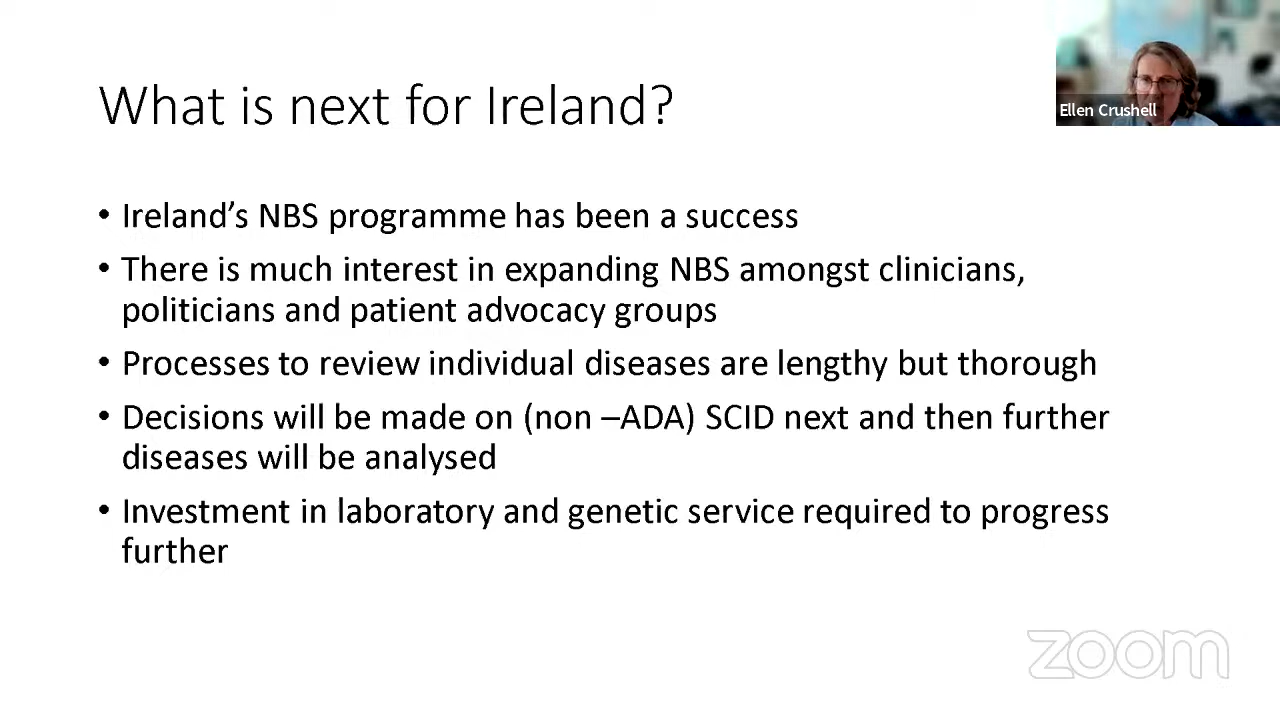 What is next for Ireland?
Ellen Crushell
• Ireland’s NBS programme has been a success
• There is much interest in expanding NBS amongst clinicians,
politicians and patient advocacy groups
• Processes to review individual diseases are lengthy but thorough
• Decisions will be made on (non –ADA) SCID next and then further
diseases will be analysed
• Investment in laboratory and genetic service required to progress
further
zoom